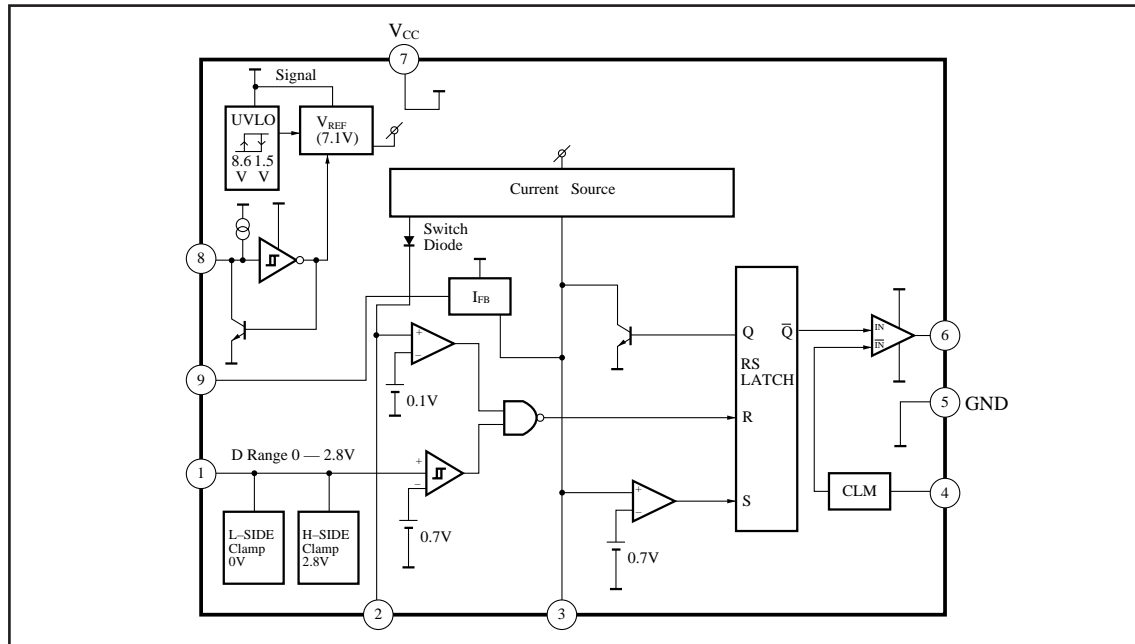 VCC
7
Signal
UVLO
8.6 1.5
V V
VREF
(7.1V)
Current Source
Switch
Diode
8
IFB
9
+
−
0.1V
Q Q̅
RS
LATCH
R
S
IN
I̅N̅
6
5 GND
4
CLM
1
D Range 0 — 2.8V
+
−
0.7V
L–SIDE
Clamp
0V
H–SIDE
Clamp
2.8V
+
−
0.7V
2
3